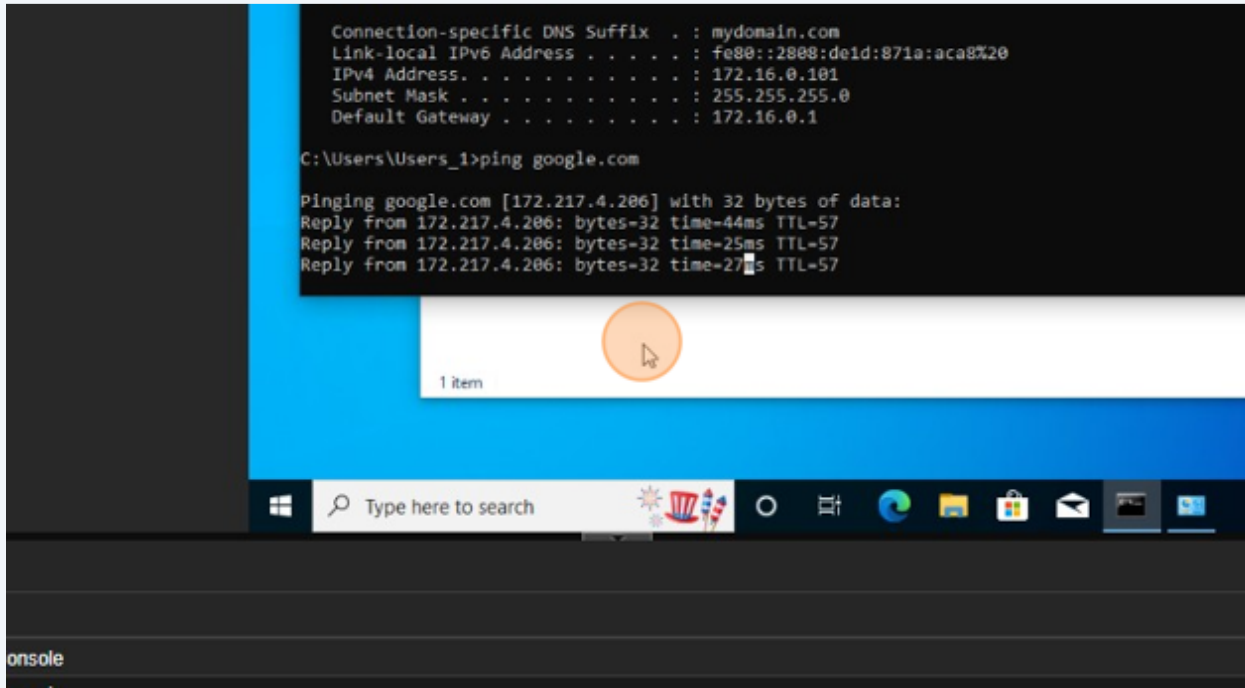 Connection-specific DNS Suffix  . : mydomain.com
Link-local IPv6 Address . . . . . : fe80::2808:de1d:871a:aca8%20
IPv4 Address. . . . . . . . . . . : 172.16.0.101
Subnet Mask . . . . . . . . . . . : 255.255.255.0
Default Gateway . . . . . . . . . : 172.16.0.1
C:\Users\Users_1>ping google.com
Pinging google.com [172.217.4.206] with 32 bytes of data:
Reply from 172.217.4.206: bytes=32 time=44ms TTL=57
Reply from 172.217.4.206: bytes=32 time=25ms TTL=57
Reply from 172.217.4.206: bytes=32 time=27ms TTL=57
1 item
Type here to search
onsole